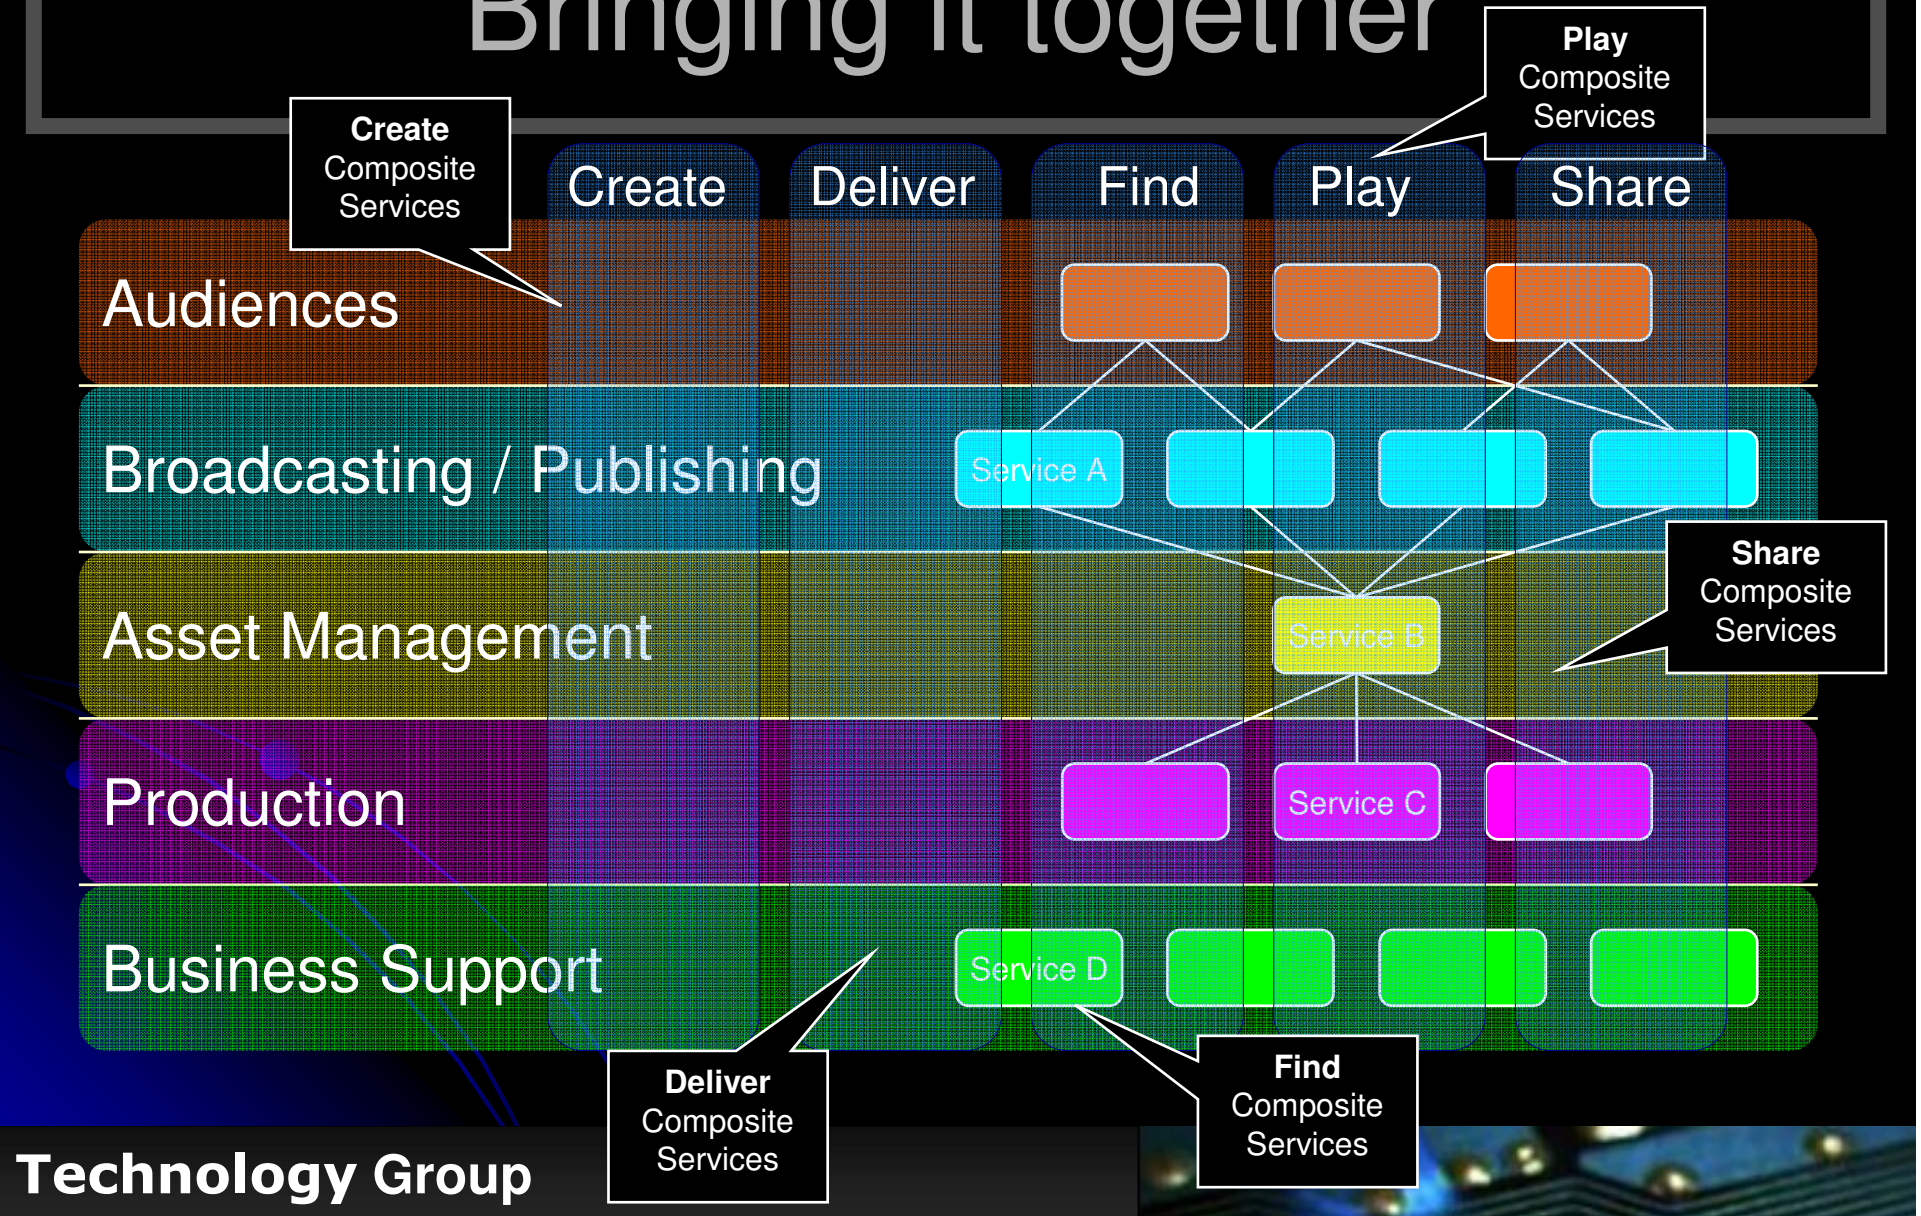 Bringing it together
Play
Composite
Services
Create
Composite
Services
Create
Deliver
Find
Play
Share
Audiences
Broadcasting / Publishing
Service A
Share
Composite
Services
Asset Management
Service B
Production
Service C
Business Support
Service D
Deliver
Composite
Services
Find
Composite
Services
Technology Group